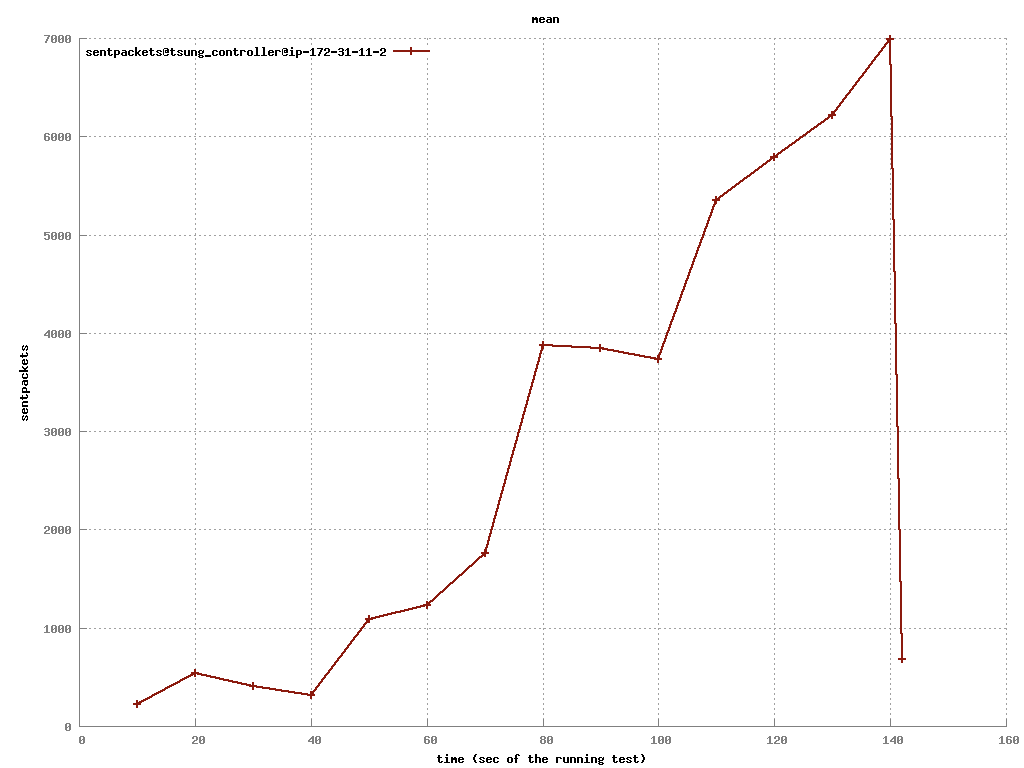 mean
sentpackets@tsung_controller@ip-172-31-11-2
7000
6000
5000
4000
3000
2000
1000
0
sentpackets
0 20 40 60 80 100 120 140 160
time (sec of the running test)